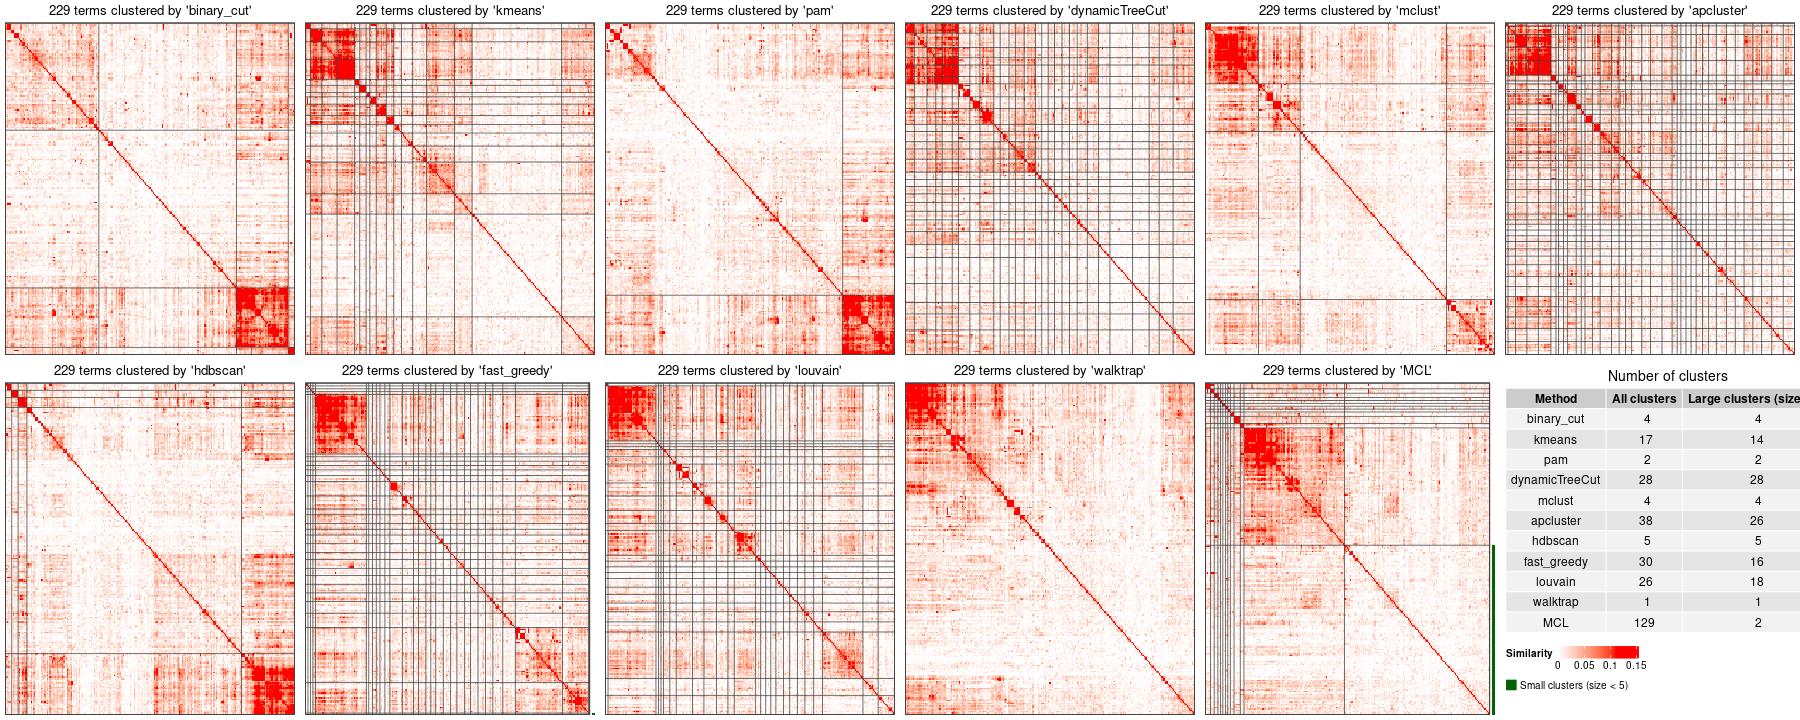 229 terms clustered by 'binary_cut'
229 terms clustered by 'kmeans'
229 terms clustered by 'pam'
229 terms clustered by 'dynamicTreeCut'
229 terms clustered by 'mclust'
229 terms clustered by 'apcluster'
229 terms clustered by 'hdbscan'
229 terms clustered by 'fast_greedy'
229 terms clustered by 'louvain'
229 terms clustered by 'walktrap'
229 terms clustered by 'MCL'
Number of clusters
Method All clusters Large clusters (size
binary_cut 4 4
kmeans 17 14
pam 2 2
dynamicTreeCut 28 28
mclust 4 4
apcluster 38 26
hdbscan 5 5
fast_greedy 30 16
louvain 26 18
walktrap 1 1
MCL 129 2
Similarity
0 0.05 0.1 0.15
Small clusters (size < 5)